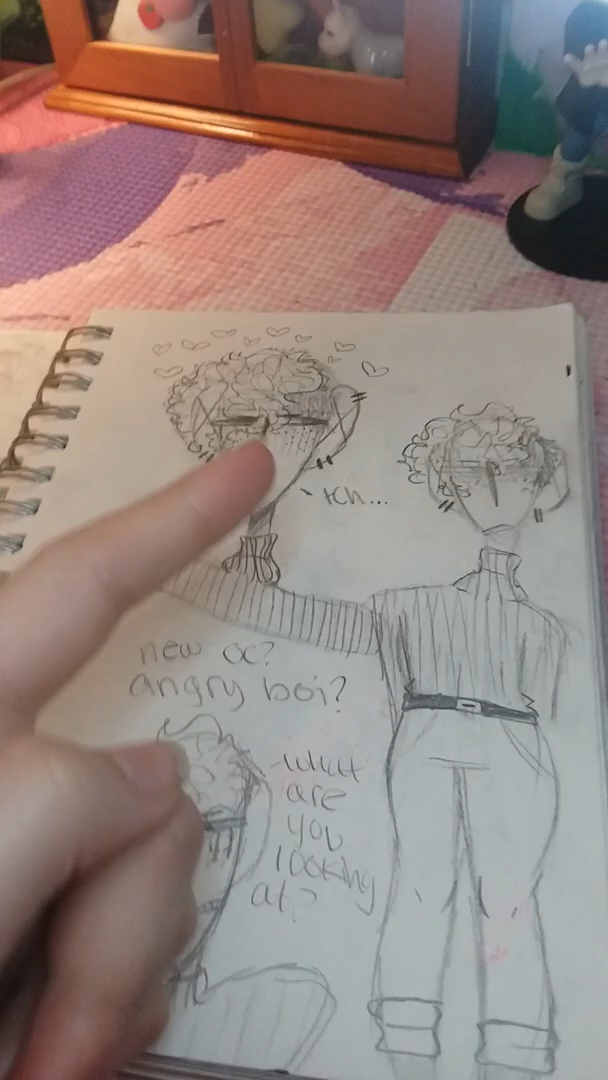 tch...
new oc?
angry boi?
-what
are
you
looking
at?